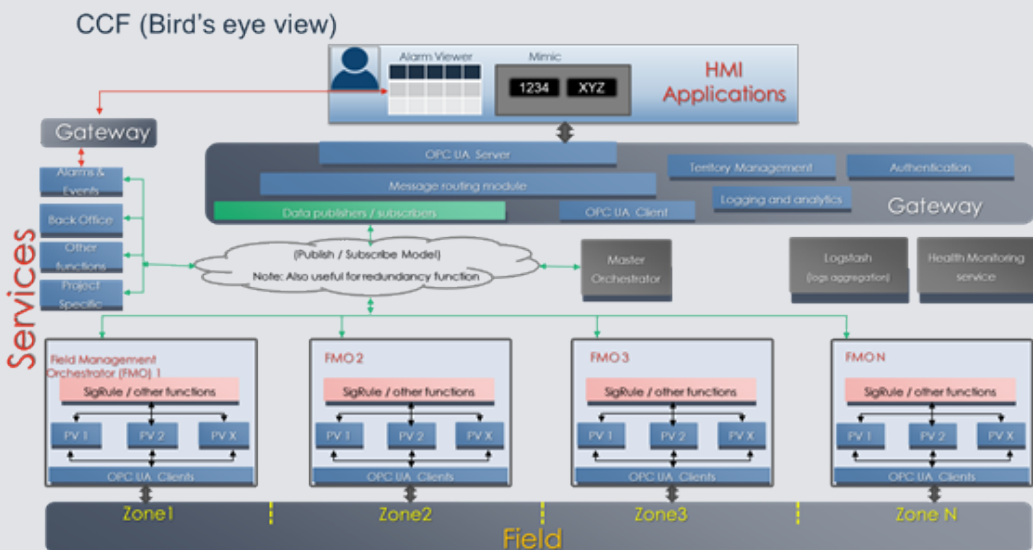 CCF (Bird's eye view)
Alarm Viewer
Mimic
1234
XYZ
HMI
Applications
Gateway
OPC UA Server
Territory Management
Authentication
Message routing module
Logging and analytics
Data publishers / subscribers
OPC UA Client
Gateway
Services
Alarms &
Events
Back Office
Other
functions
Project
Specific
(Publish / Subscribe Model)
Note: Also useful for redundancy function
Master
Orchestrator
Logstash
(logs aggregation)
Health Monitoring
service
Field Management
Orchestrator (FMO) 1
SigRule / other functions
PV 1
PV 2
PV X
OPC UA Clients
FMO 2
SigRule / other functions
PV 1
PV 2
PV X
OPC UA Clients
FMO 3
SigRule / other functions
PV 1
PV 2
PV X
OPC UA Clients
FMO N
SigRule / other functions
PV 1
PV 2
PV X
OPC UA Clients
Zone1
Zone2
Zone3
Zone N
Field